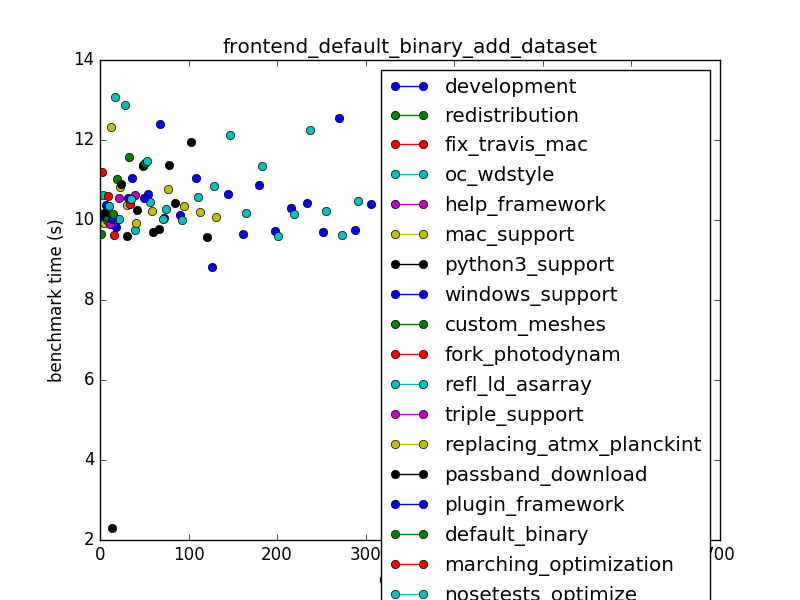 frontend_default_binary_add_dataset
benchmark time (s)
14
12
10
8
6
4
2
0
100
200
300
700
development
redistribution
fix_travis_mac
oc_wdstyle
help_framework
mac_support
python3_support
windows_support
custom_meshes
fork_photodynam
refl_ld_asarray
triple_support
replacing_atmx_planckint
passband_download
plugin_framework
default_binary
marching_optimization
nosetests_optimize